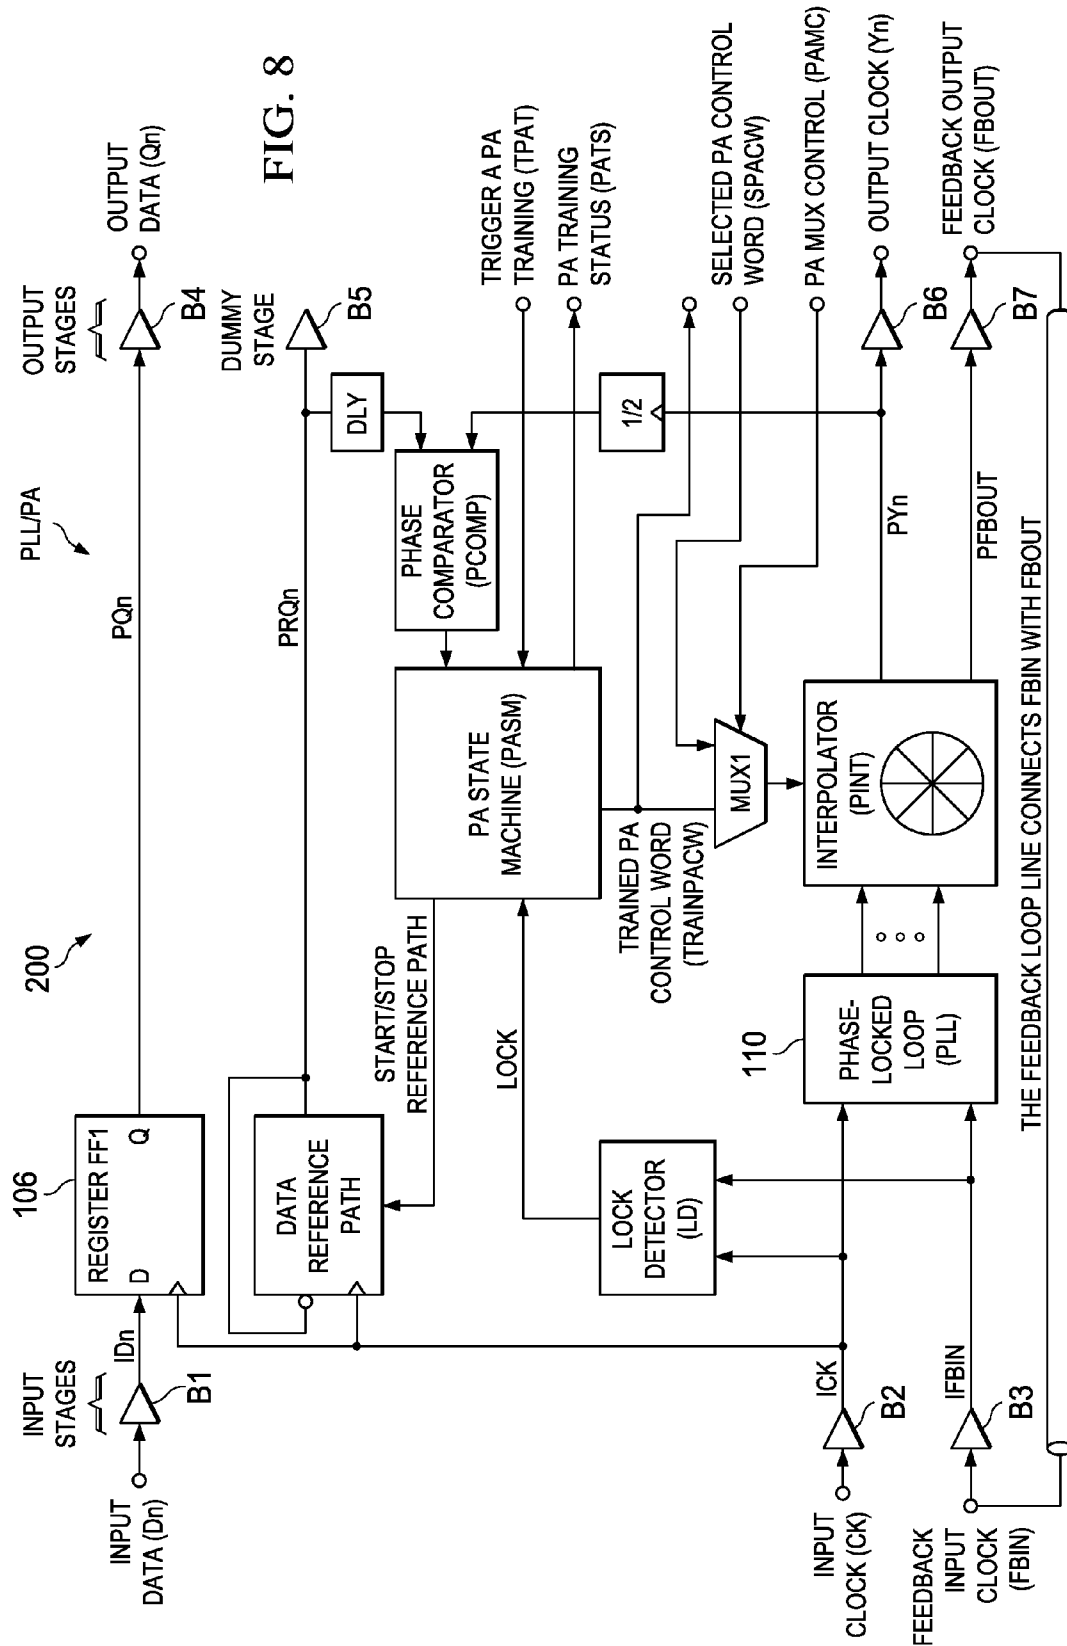 FIG. 8
PLL/PA
200
INPUT
STAGES
OUTPUT
STAGES
INPUT
DATA (Dn)
B1
IDn
106
REGISTER FF1
D
Q
PQn
B4
OUTPUT
DATA (Qn)
DATA
REFERENCE
PATH
PRQn
DUMMY
STAGE
B5
DLY
START/STOP
REFERENCE PATH
PHASE
COMPARATOR
(PCOMP)
PA STATE
MACHINE (PASM)
TRIGGER A PA
TRAINING (TPAT)
PA TRAINING
STATUS (PATS)
LOCK
LOCK
DETECTOR
(LD)
1/2
SELECTED PA CONTROL
WORD (SPACW)
PA MUX CONTROL (PAMC)
TRAINED PA
CONTROL WORD
(TRAINPACW)
MUX1
INPUT
CLOCK (CK)
B2
ICK
110
PHASE-
LOCKED
LOOP
(PLL)
INTERPOLATOR
(PINT)
PYn
B6
OUTPUT CLOCK (Yn)
FEEDBACK
INPUT
CLOCK
(FBIN)
B3
IFBIN
PFBOUT
B7
FEEDBACK OUTPUT
CLOCK (FBOUT)
THE FEEDBACK LOOP LINE CONNECTS FBIN WITH FBOUT